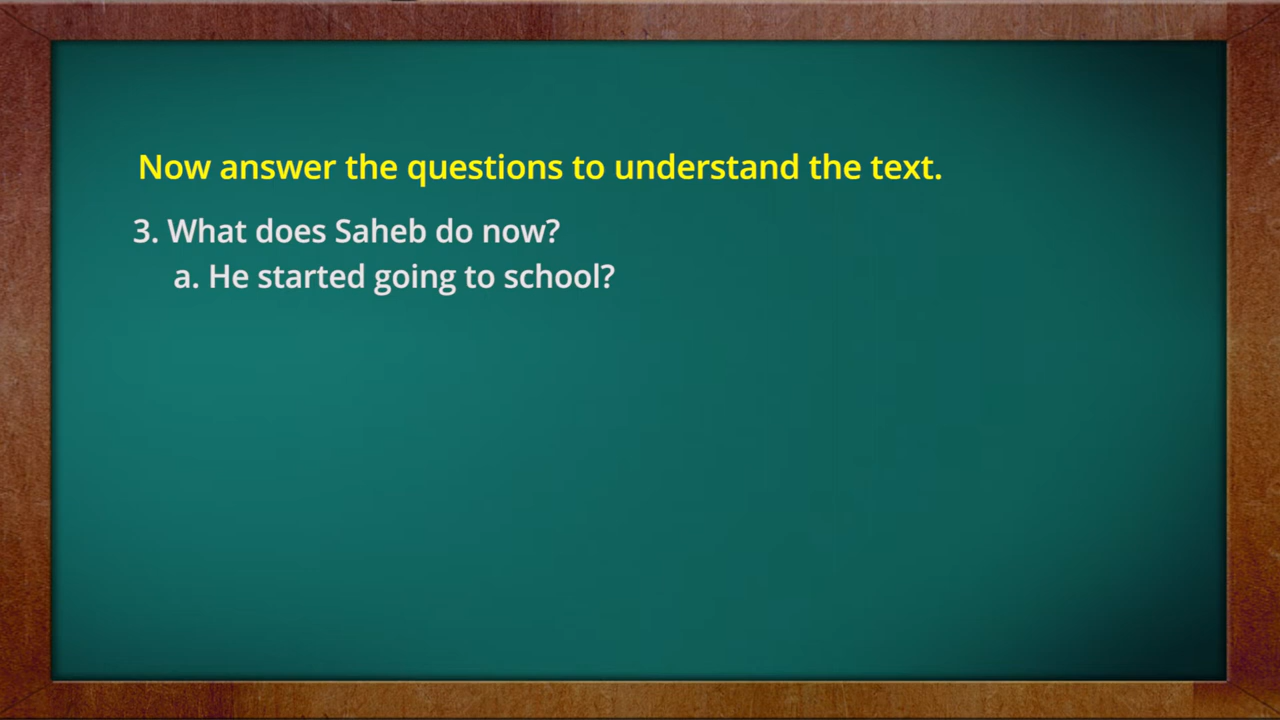 Now answer the questions to understand the text.
3. What does Saheb do now?
a. He started going to school?